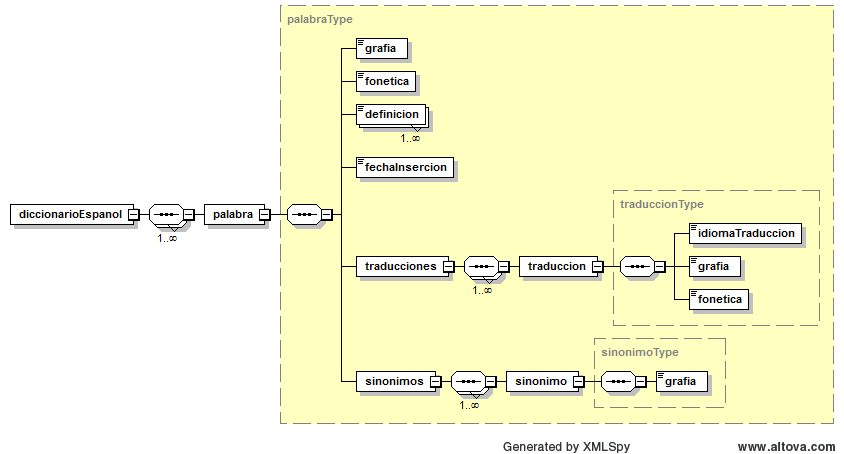 palabraType
grafia
fonetica
definicion
1..∞
fechaInsercion
diccionarioEspanol
palabra
1..∞
traduccionType
idiomaTraduccion
traducciones
traduccion
grafia
1..∞
fonetica
sinonimoType
sinonimos
sinonimo
grafia
1..∞
Generated by XMLSpy
www.altova.com